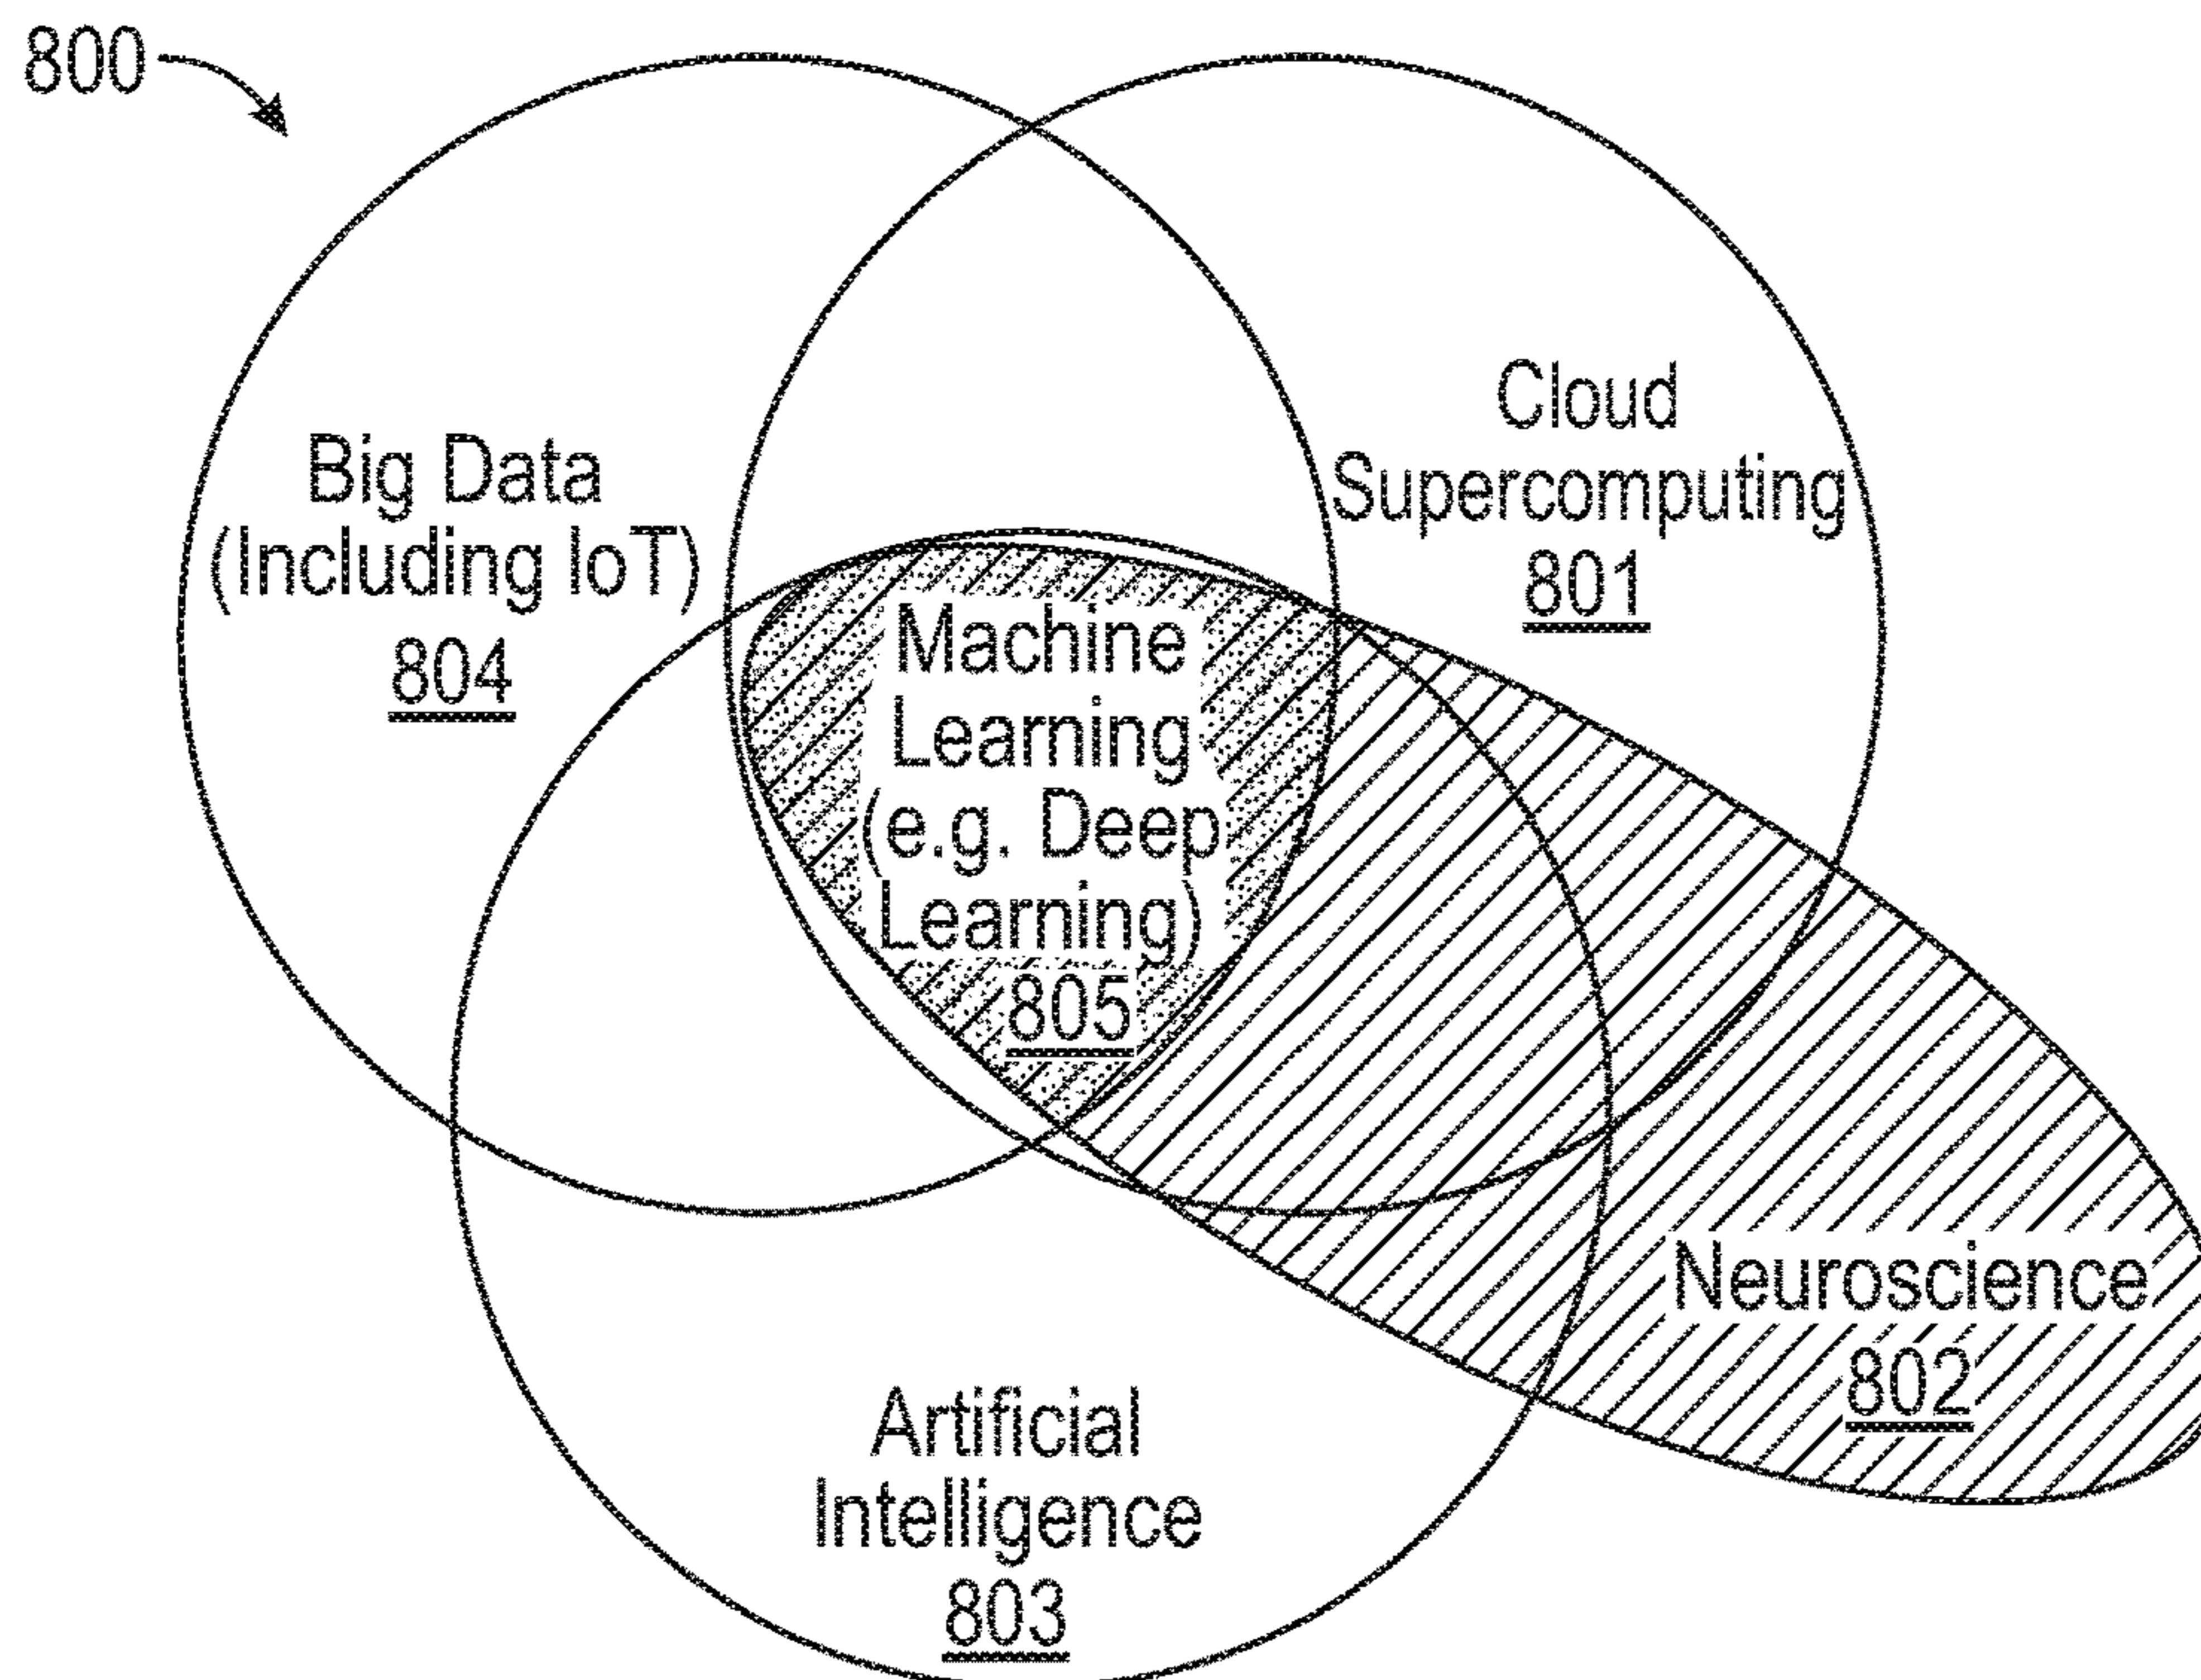 800
Big Data
(Including IoT)
804
Cloud
Supercomputing
801
Machine
Learning
(e.g. Deep
Learning)
805
Neuroscience
802
Artificial
Intelligence
803